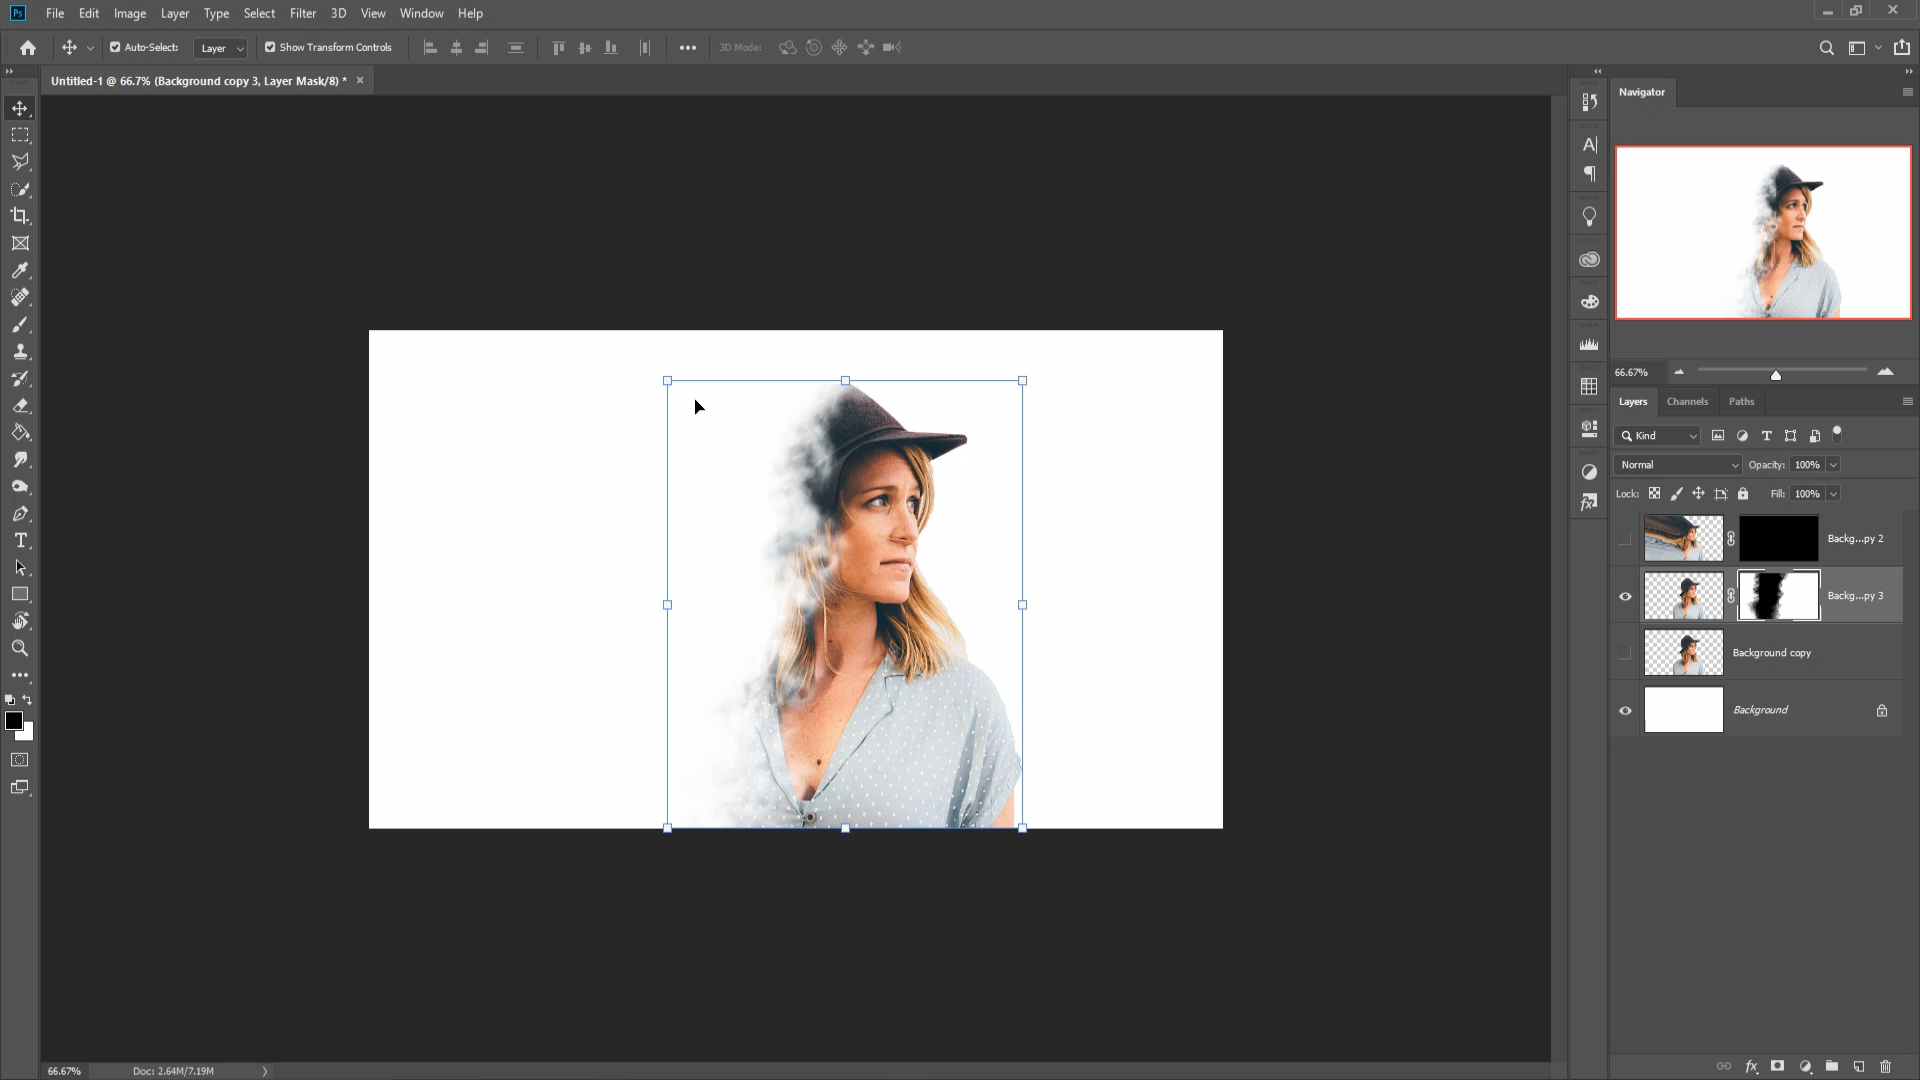 Ps File Edit Image Layer Type Select Filter 3D View Window Help
Auto-Select: Layer Show Transform Controls 3D Mode:
Untitled-1 @ 66.7% (Background copy 3, Layer Mask/8) *
Navigator
66.67%
Layers Channels Paths
Kind
Normal Opacity: 100%
Lock: Fill: 100%
Backg...py 2
Backg...py 3
Background copy
Background
66.67% Doc: 2.64M/7.19M